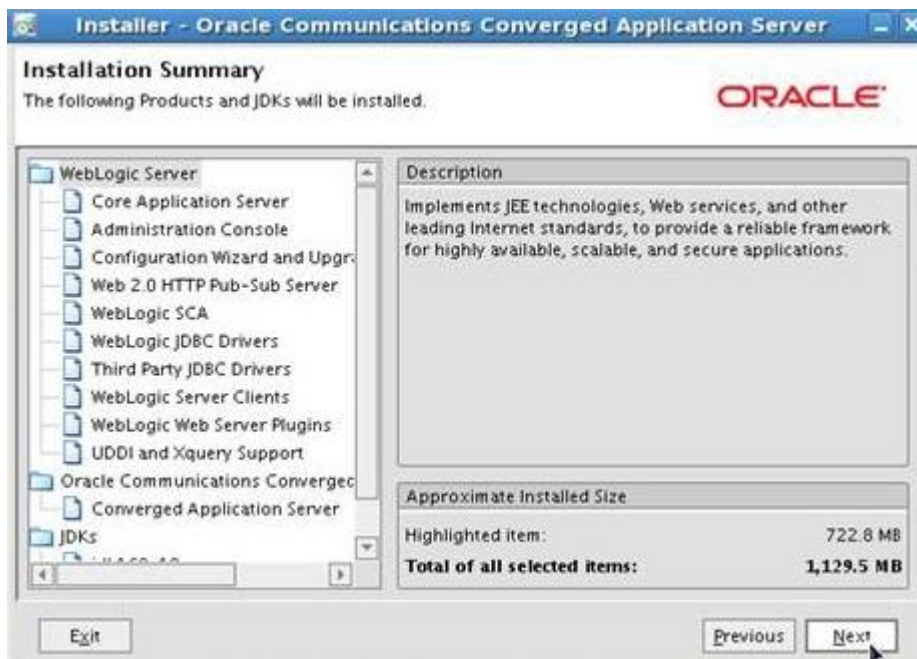 Installer - Oracle Communications Converged Application Server
Installation Summary
The following Products and JDKs will be installed.
ORACLE
WebLogic Server
Core Application Server
Administration Console
Configuration Wizard and Upgr
Web 2.0 HTTP Pub-Sub Server
WebLogic SCA
WebLogic JDBC Drivers
Third Party JDBC Drivers
WebLogic Server Clients
WebLogic Web Server Plugins
UDDI and Xquery Support
Oracle Communications Converged
Converged Application Server
JDKs
Description
Implements JEE technologies, Web services, and other
leading Internet standards, to provide a reliable framework
for highly available, scalable, and secure applications.
Approximate Installed Size
Highlighted item: 722.8 MB
Total of all selected items: 1,129.5 MB
Exit
Previous
Next